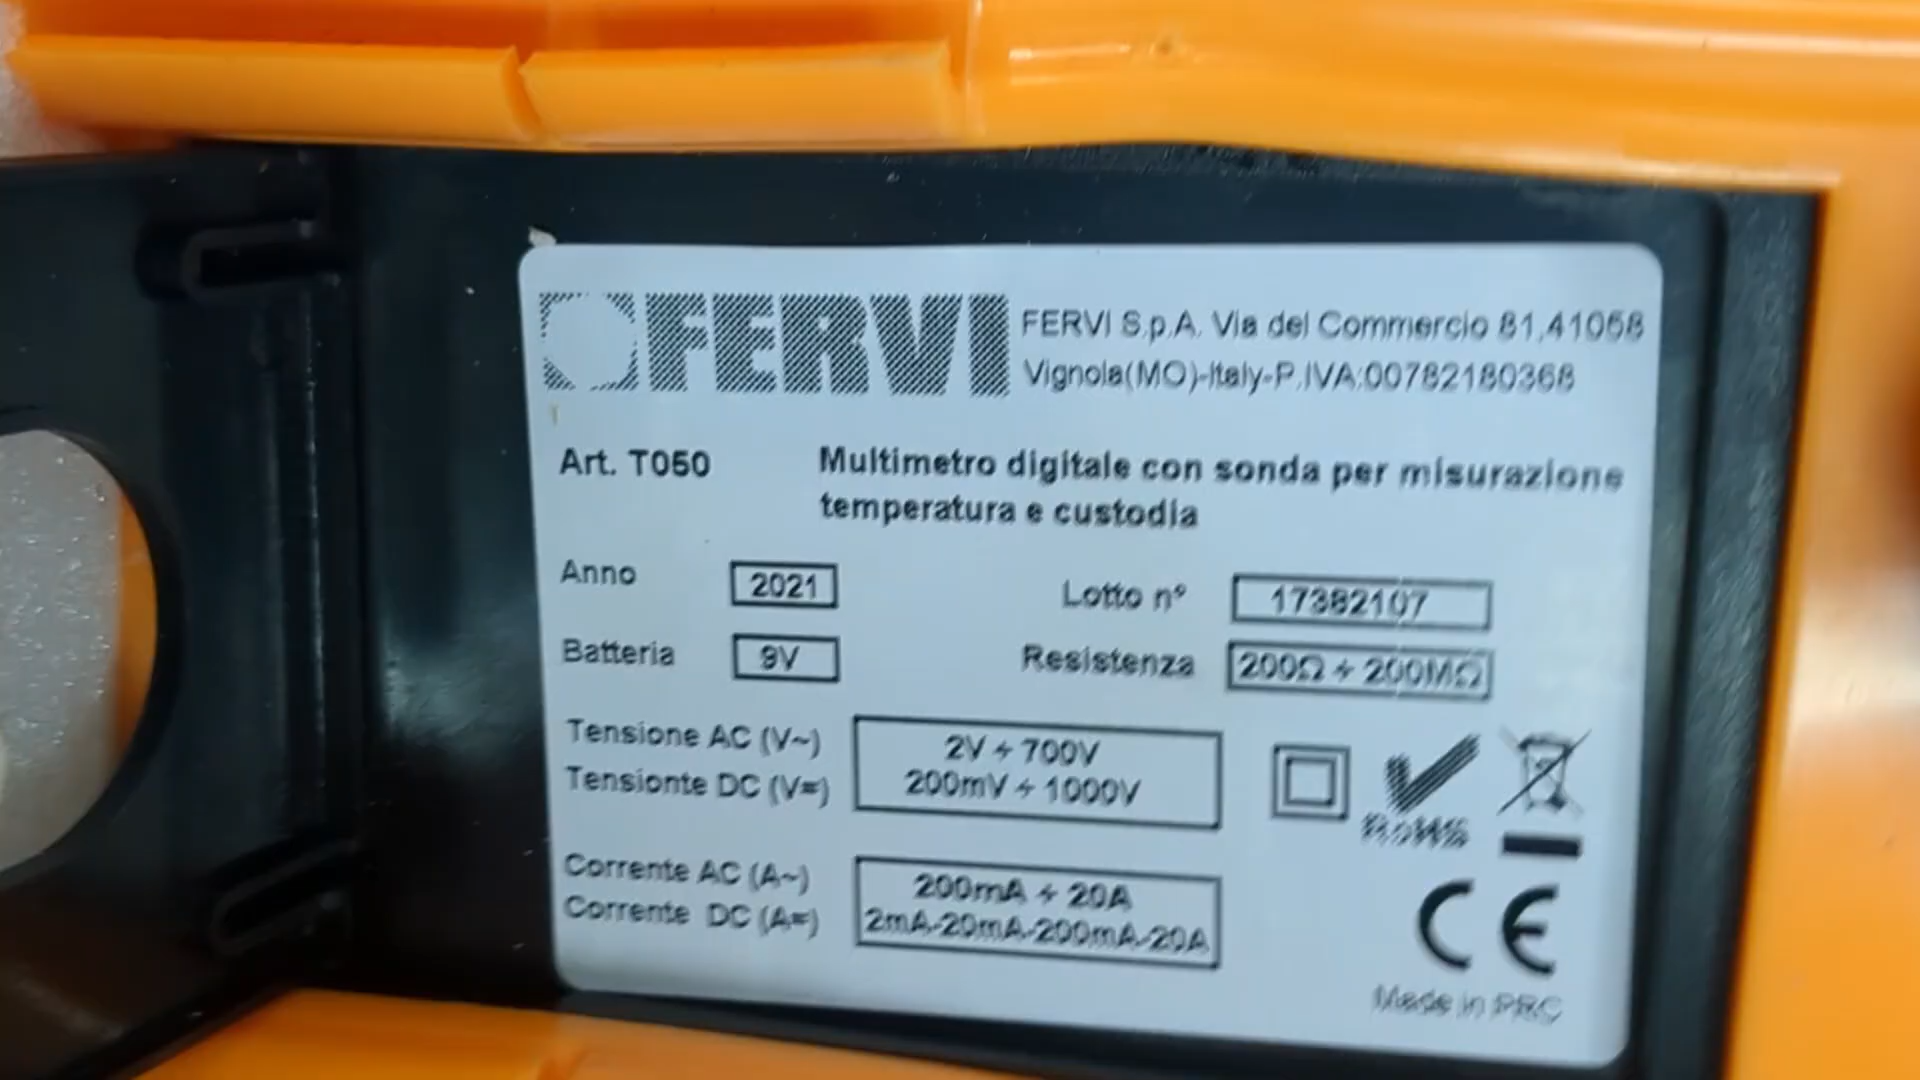 FERVI
FERVI S.p.A. Via del Commercio 81,41058
Vignola(MO)-Italy-P.IVA:00782180368
Art. T050
Multimetro digitale con sonda per misurazione
temperatura e custodia
Anno 2021
Lotto n° 17382107
Batteria 9V
Resistenza 200Ω ÷ 200MΩ
Tensione AC (V~) 2V ÷ 700V
Tensionte DC (V=) 200mV ÷ 1000V
RoHS
Corrente AC (A~) 200mA ÷ 20A
Corrente DC (A=) 2mA-20mA-200mA-20A
CE
Made in PRC